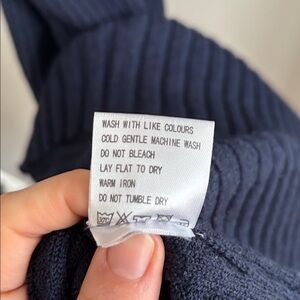 WASH WITH LIKE COLOURS
COLD GENTLE MACHINE WASH
DO NOT BLEACH
LAY FLAT TO DRY
WARM IRON
DO NOT TUMBLE DRY